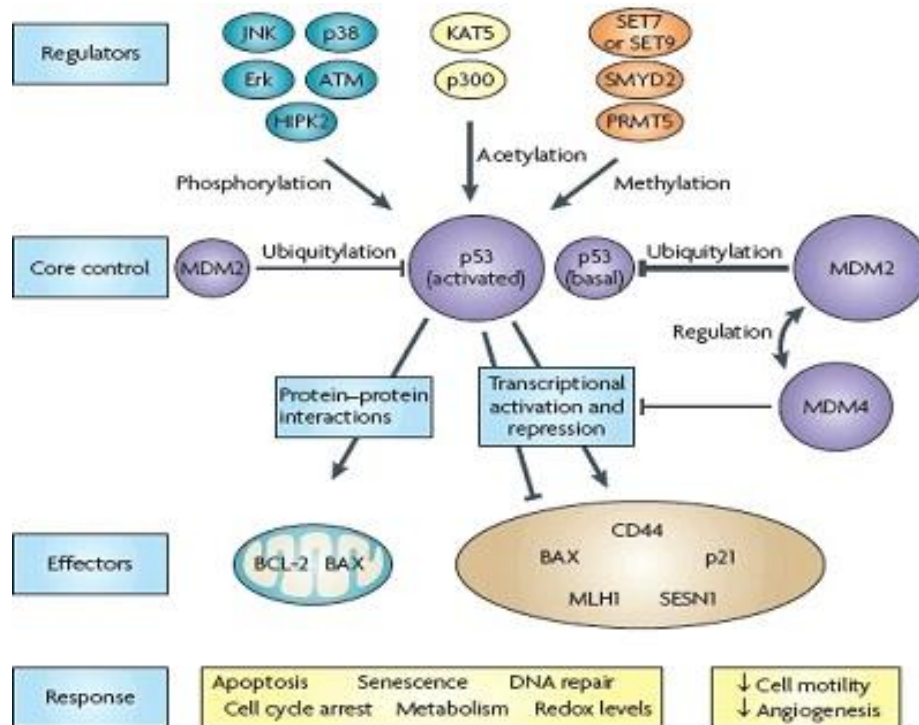 Regulators
JNK
p38
Erk
ATM
HIPK2
KAT5
p300
SET7
or SET9
SMYD2
PRMT5
Phosphorylation
Acetylation
Methylation
Core control
MDM2
Ubiquitylation
p53
(activated)
p53
(basal)
Ubiquitylation
MDM2
Regulation
MDM4
Protein–protein
interactions
Transcriptional
activation and
repression
Effectors
BCL-2 BAX
CD44
BAX
p21
MLH1
SESN1
Response
Apoptosis Senescence DNA repair
Cell cycle arrest Metabolism Redox levels
↓ Cell motility
↓ Angiogenesis